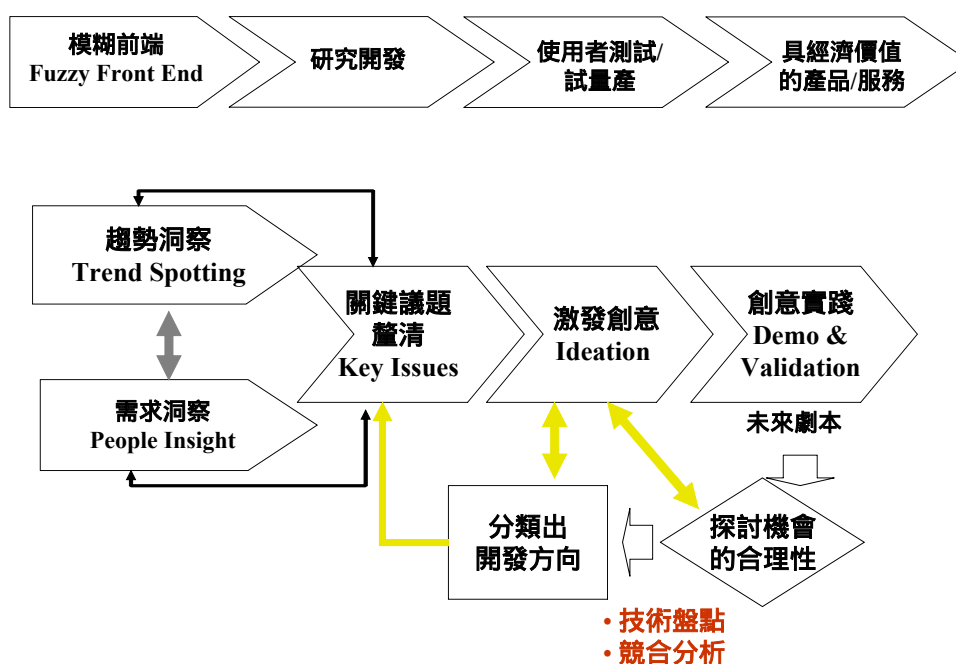 模糊前端
Fuzzy Front End
研究開發
使用者測試/
試量產
具經濟價值
的產品/服務
趨勢洞察
Trend Spotting
需求洞察
People Insight
關鍵議題
釐清
Key Issues
激發創意
Ideation
創意實踐
Demo &
Validation
未來劇本
探討機會
的合理性
分類出
開發方向
• 技術盤點
• 競合分析